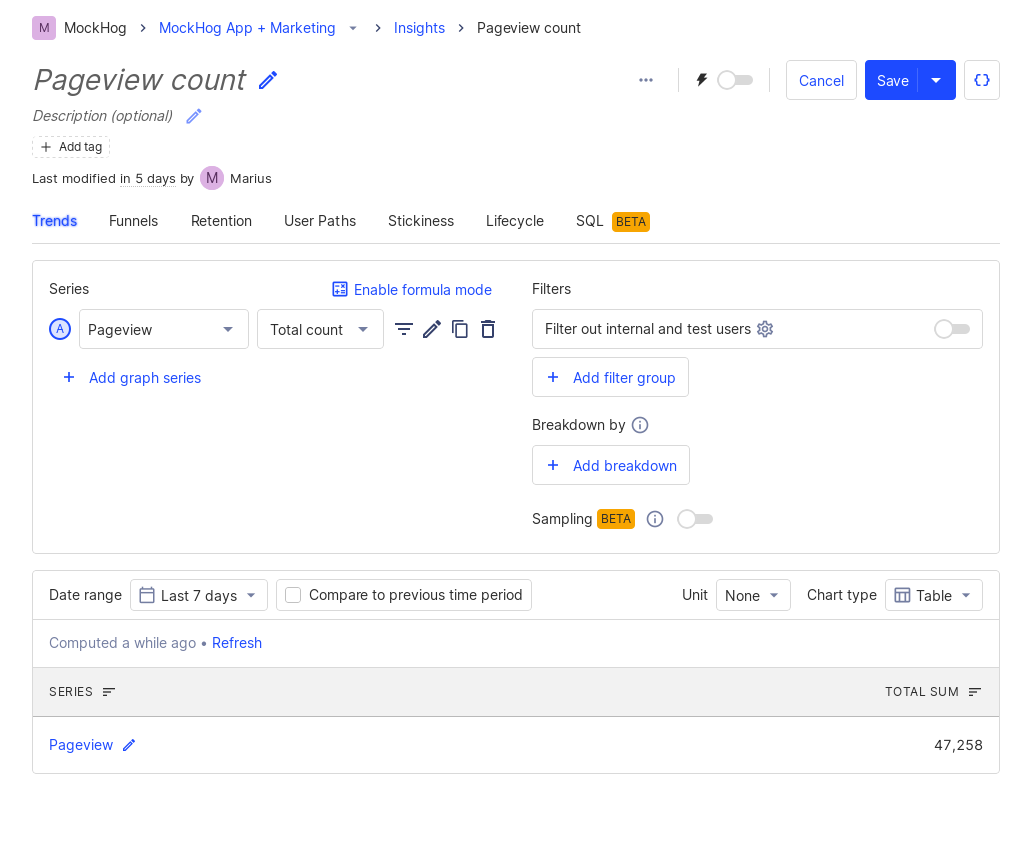 M MockHog MockHog App + Marketing Insights Pageview count
Pageview count
Cancel Save
Description (optional)
Add tag
Last modified in 5 days by M Marius
Trends Funnels Retention User Paths Stickiness Lifecycle SQL BETA
Series Enable formula mode
A Pageview Total count
Add graph series
Filters
Filter out internal and test users
Add filter group
Breakdown by
Add breakdown
Sampling BETA
Date range Last 7 days Compare to previous time period Unit None Chart type Table
Computed a while ago • Refresh
SERIES TOTAL SUM
Pageview 47,258